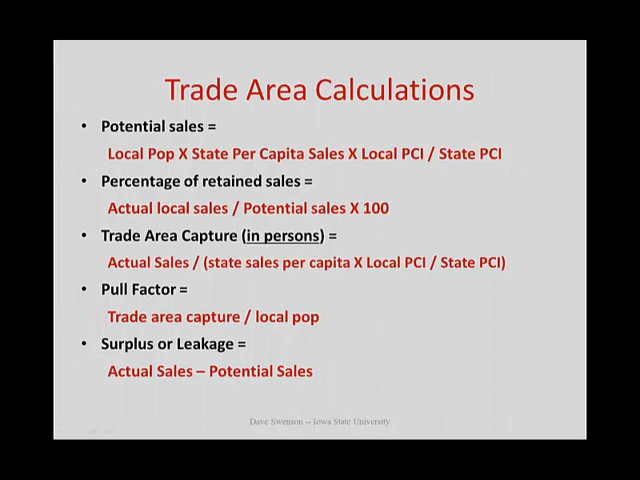 Trade Area Calculations
• Potential sales =
Local Pop X State Per Capita Sales X Local PCI / State PCI
• Percentage of retained sales =
Actual local sales / Potential sales X 100
• Trade Area Capture (in persons) =
Actual Sales / (state sales per capita X Local PCI / State PCI)
• Pull Factor =
Trade area capture / local pop
• Surplus or Leakage =
Actual Sales – Potential Sales
Dave Swenson -- Iowa State University